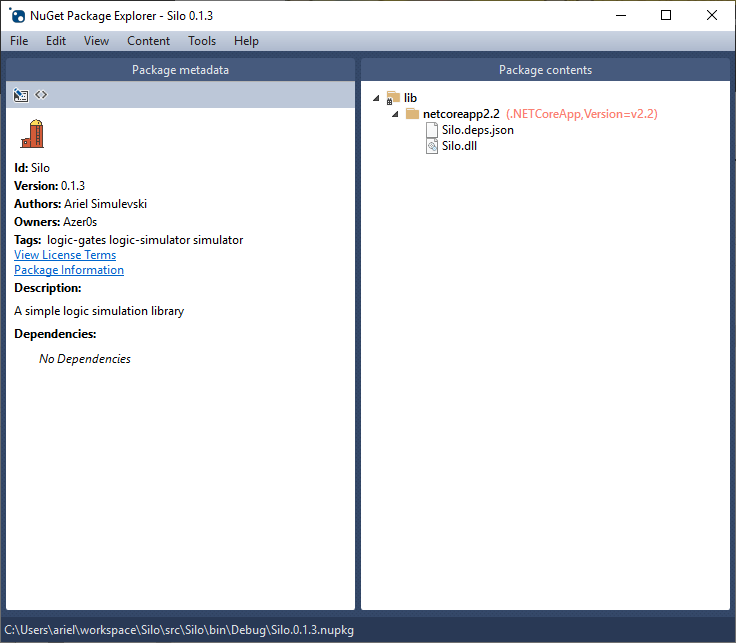 NuGet Package Explorer - Silo 0.1.3
File Edit View Content Tools Help
Package metadata
Id: Silo
Version: 0.1.3
Authors: Ariel Simulevski
Owners: Azer0s
Tags: logic-gates logic-simulator simulator
View License Terms
Package Information
Description:
A simple logic simulation library
Dependencies:
No Dependencies
Package contents
lib
netcoreapp2.2 (.NETCoreApp,Version=v2.2)
Silo.deps.json
Silo.dll
C:\Users\ariel\workspace\Silo\src\Silo\bin\Debug\Silo.0.1.3.nupkg